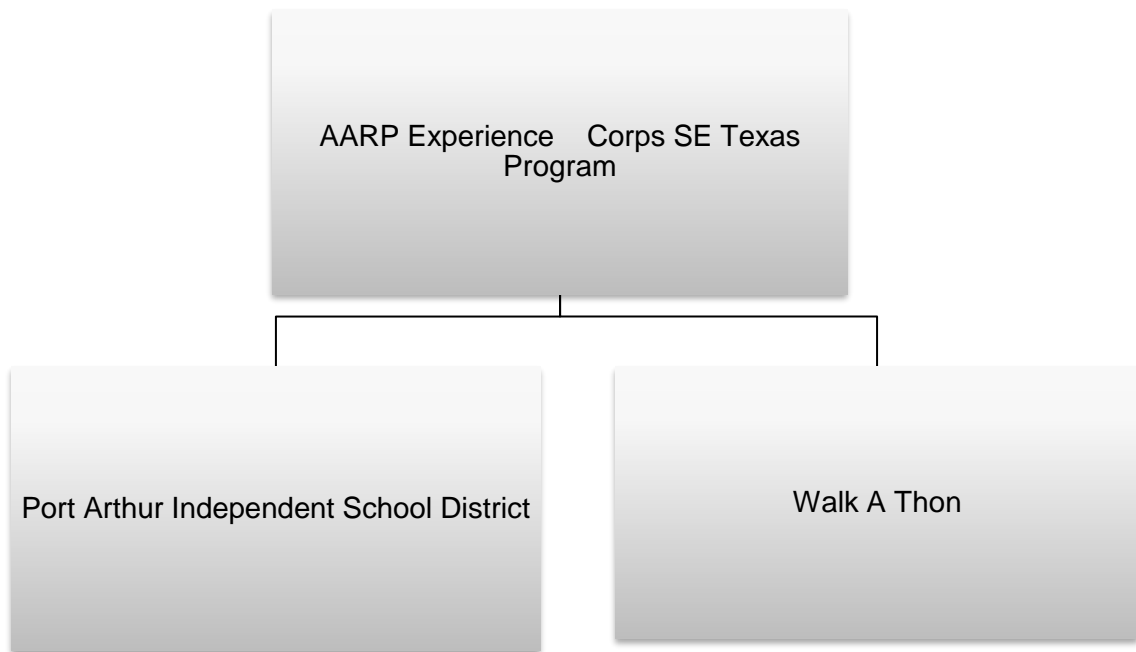 AARP Experience    Corps SE Texas
Program
Port Arthur Independent School District
Walk A Thon